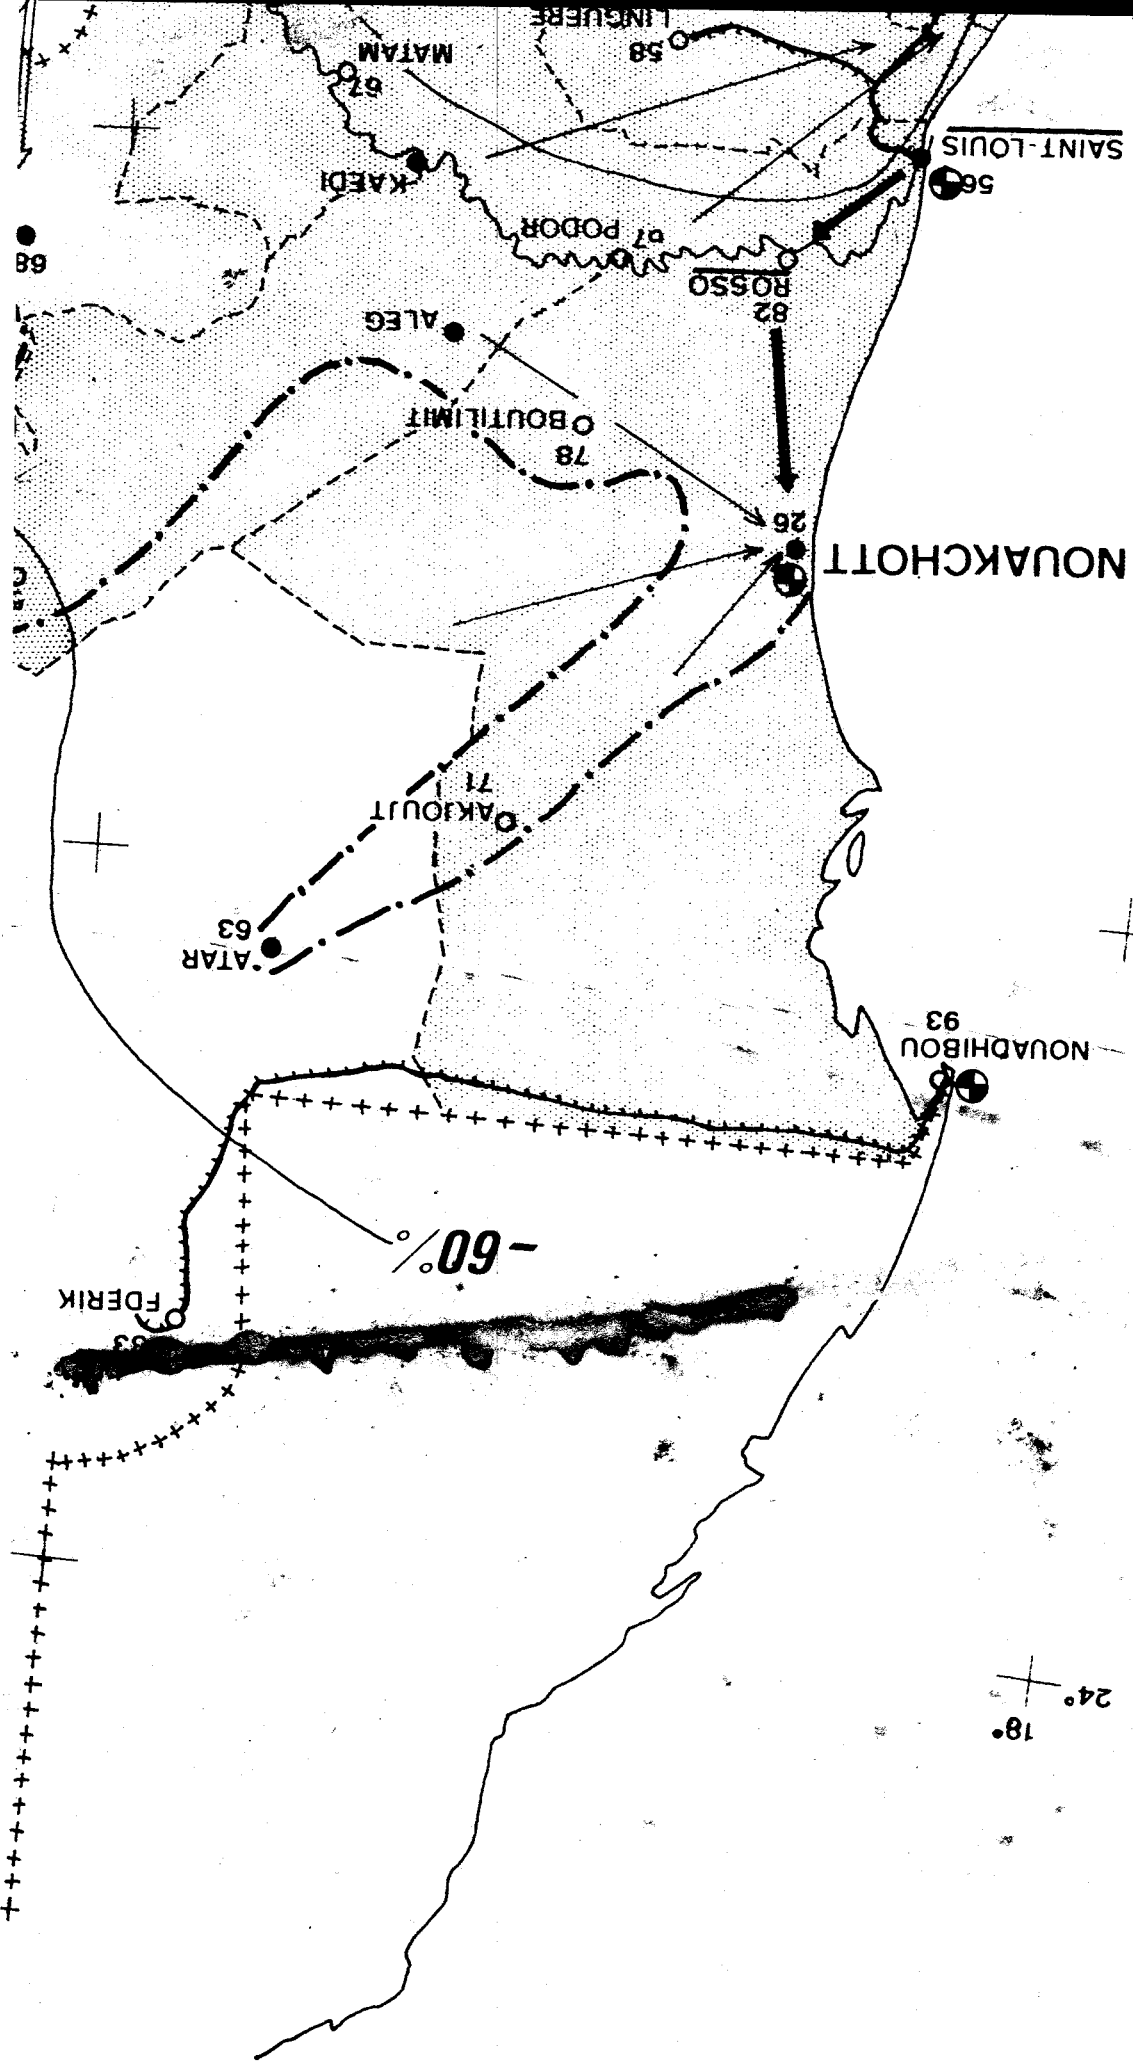 18°
24°
FDERIK
-60%
NOUADHIBOU
93
ATAR
63
AKJOUJT
71
NOUAKCHOTT
26
78
BOUTILIMIT
ALEG
82
ROSSO
PODOR
56
SAINT-LOUIS
KAEDI
67
MATAM
58
LINGUERE